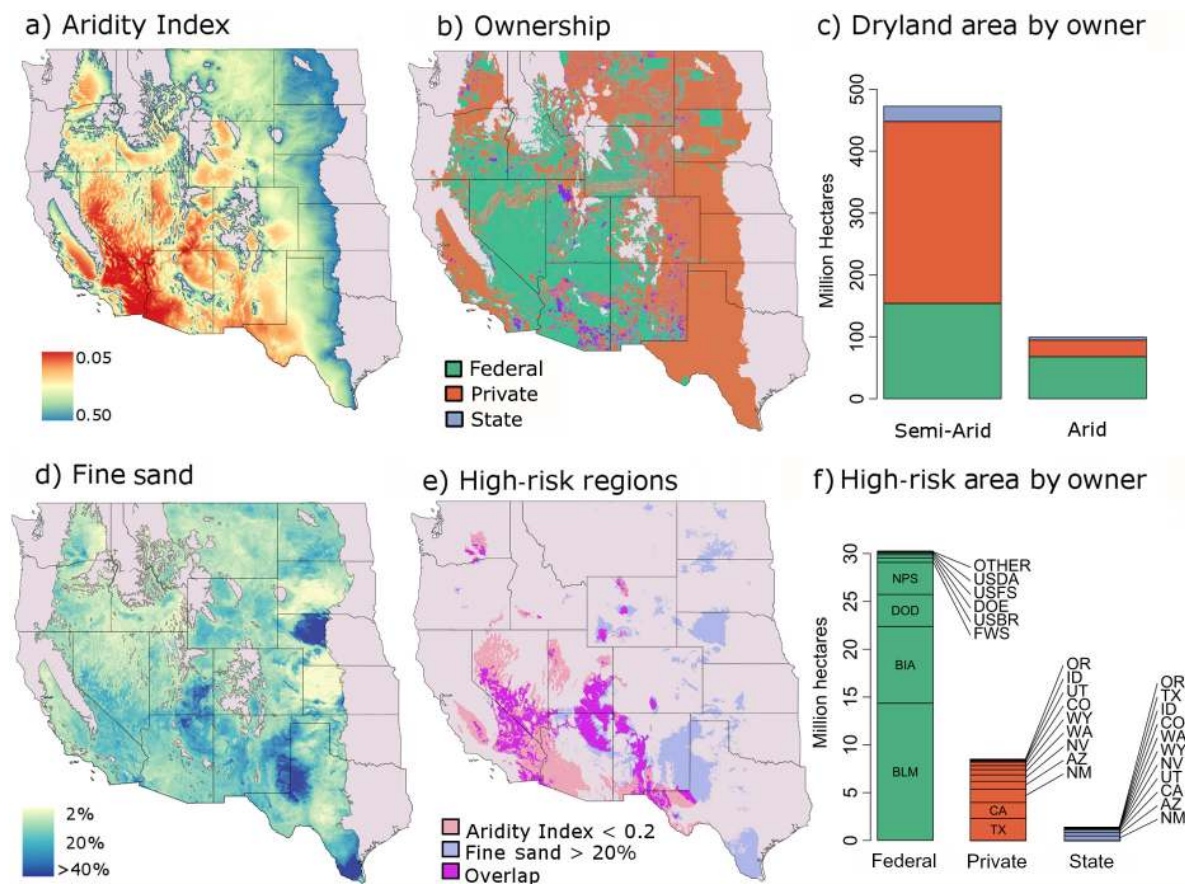 a) Aridity Index
0.05
0.50
b) Ownership
Federal
Private
State
c) Dryland area by owner
Million Hectares
500
400
300
200
100
0
Semi-Arid
Arid
d) Fine sand
2%
20%
>40%
e) High-risk regions
Aridity Index < 0.2
Fine sand > 20%
Overlap
f) High-risk area by owner
Million hectares
30
25
20
15
10
5
0
NPS
DOD
BIA
BLM
OTHER
USDA
USFS
DOE
USBR
FWS
Federal
OR
ID
UT
CO
WY
WA
NV
AZ
NM
CA
TX
Private
OR
TX
ID
CO
WA
WY
NV
UT
CA
AZ
NM
State